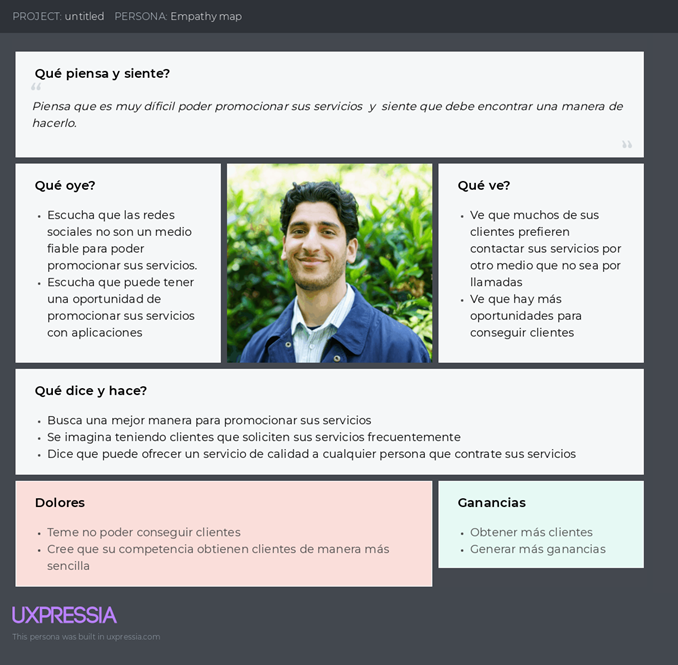 PROJECT: untitled PERSONA: Empathy map
Qué piensa y siente?
“
Piensa que es muy díficil poder promocionar sus servicios y siente que debe encontrar una manera de
hacerlo.
”
Qué oye?
• Escucha que las redes
sociales no son un medio
fiable para poder
promocionar sus servicios.
• Escucha que puede tener
una oportunidad de
promocionar sus servicios
con aplicaciones
Qué ve?
• Ve que muchos de sus
clientes prefieren
contactar sus servicios por
otro medio que no sea por
llamadas
• Ve que hay más
oportunidades para
conseguir clientes
Qué dice y hace?
• Busca una mejor manera para promocionar sus servicios
• Se imagina teniendo clientes que soliciten sus servicios frecuentemente
• Dice que puede ofrecer un servicio de calidad a cualquier persona que contrate sus servicios
Dolores
• Teme no poder conseguir clientes
• Cree que su competencia obtienen clientes de manera más
sencilla
Ganancias
• Obtener más clientes
• Generar más ganancias
UXPRESSIA
This persona was built in uxpressia.com